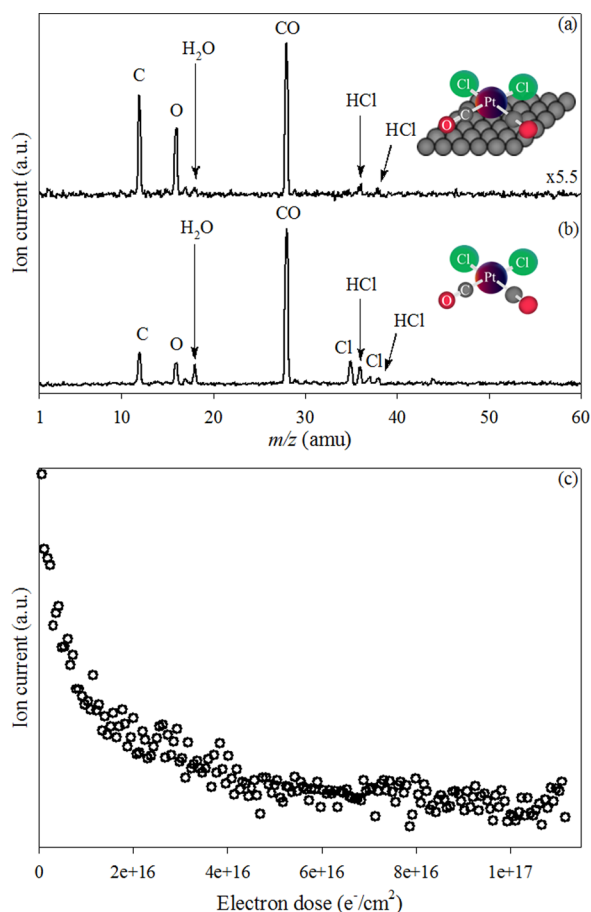 (a)
H₂O
CO
C
O
HCl
HCl
Cl
Cl
Pt
O
C
x5.5
Ion current (a.u.)
(b)
H₂O
CO
C
O
HCl
HCl
Cl
Cl
Cl
Cl
Pt
O
C
1
10
20
30
40
50
60
m/z (amu)
(c)
Ion current (a.u.)
0
2e+16
4e+16
6e+16
8e+16
1e+17
Electron dose (e⁻/cm²)